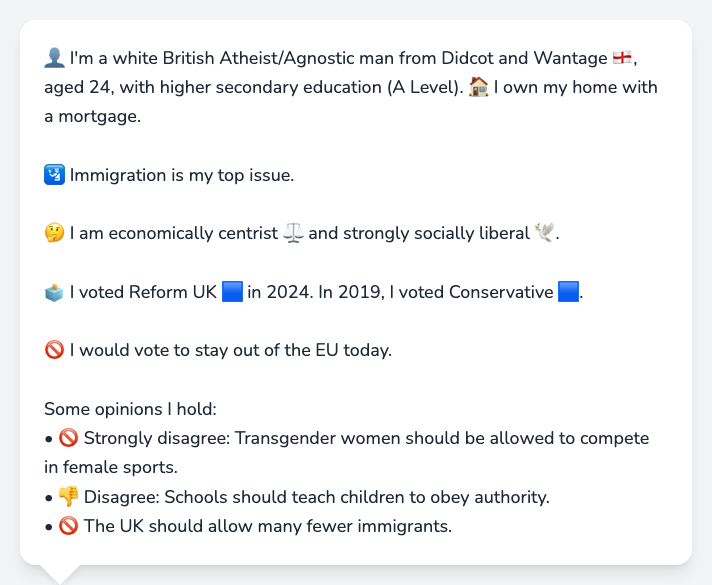 👤 I'm a white British Atheist/Agnostic man from Didcot and Wantage 🏴󠁧󠁢󠁥󠁮󠁧󠁿,
aged 24, with higher secondary education (A Level). 🏠 I own my home with
a mortgage.
🛂 Immigration is my top issue.
🤔 I am economically centrist ⚖️ and strongly socially liberal 🕊️.
🗳️ I voted Reform UK 🟦 in 2024. In 2019, I voted Conservative 🟦.
🚫 I would vote to stay out of the EU today.
Some opinions I hold:
• 🚫 Strongly disagree: Transgender women should be allowed to compete
in female sports.
• 👎 Disagree: Schools should teach children to obey authority.
• 🚫 The UK should allow many fewer immigrants.